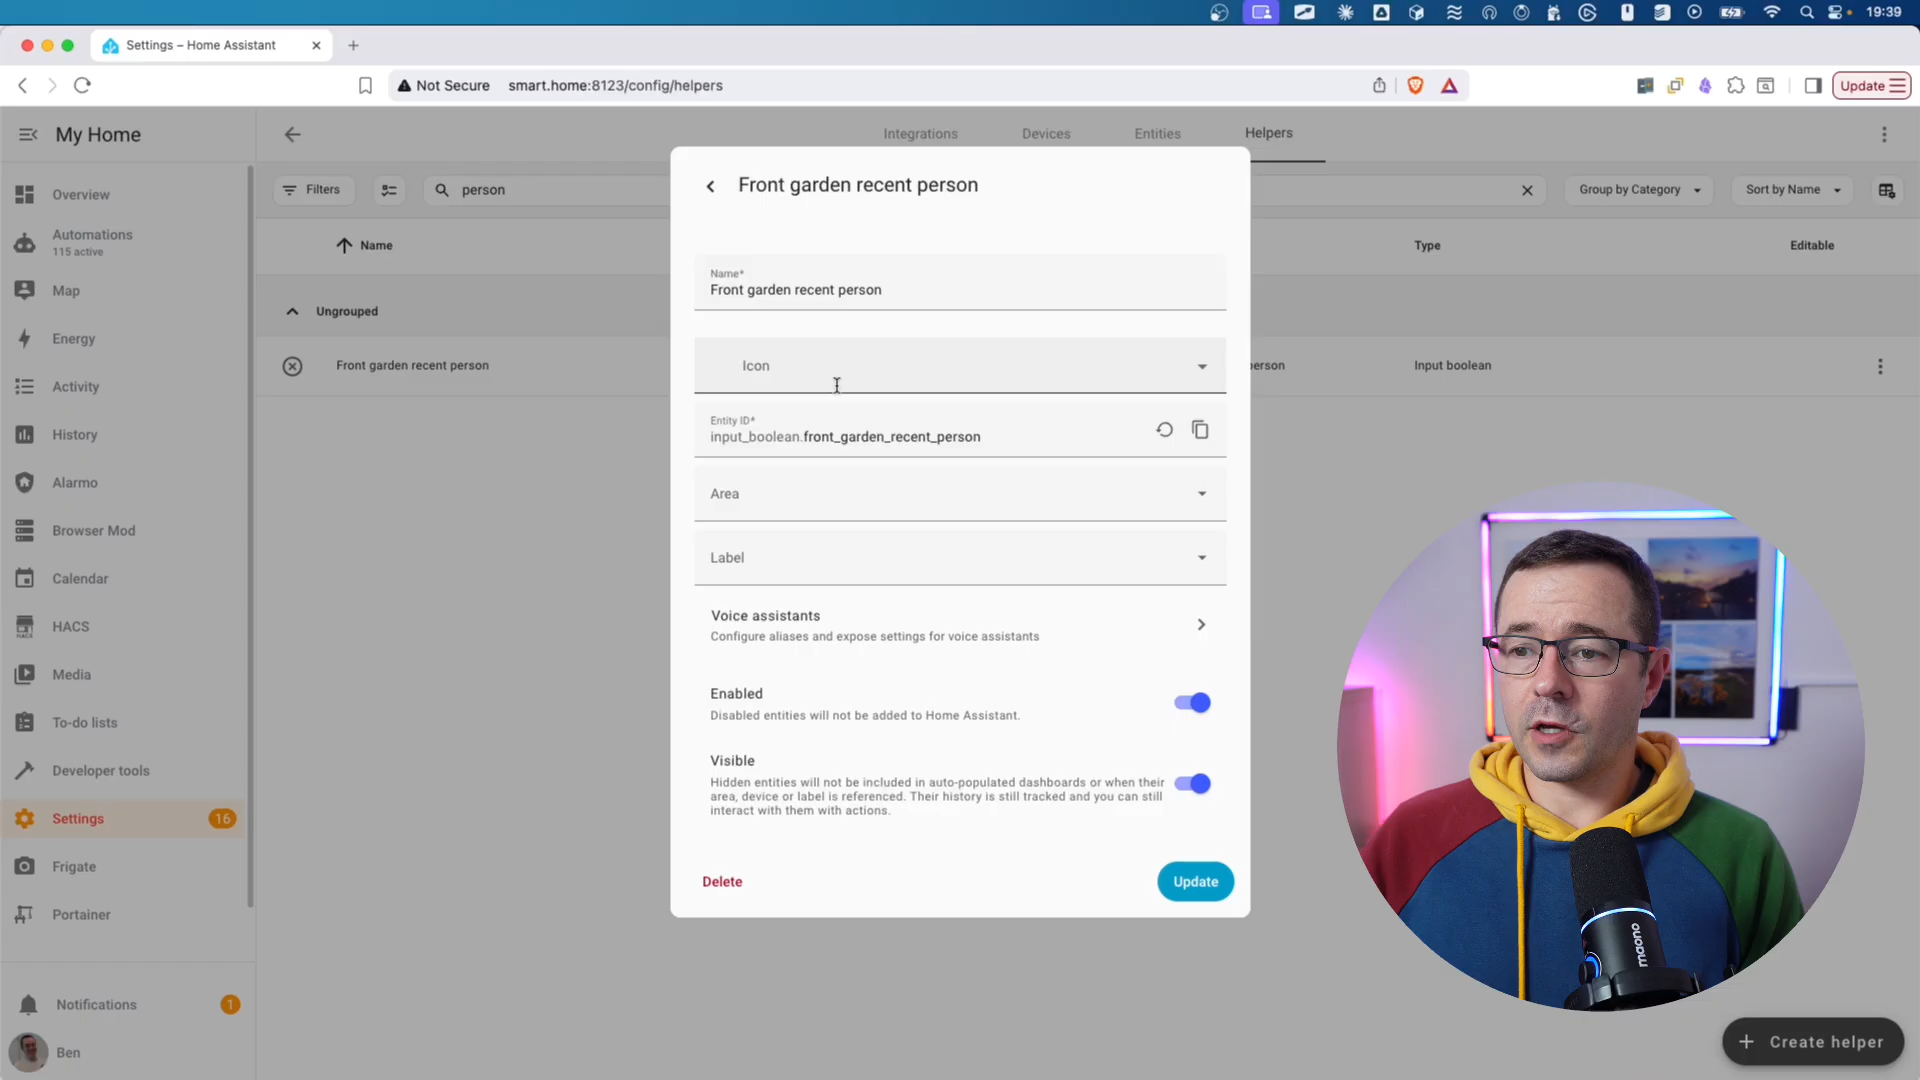 19:39
Settings – Home Assistant
Not Secure smart.home:8123/config/helpers
Update
My Home
Integrations Devices Entities Helpers
Filters person Group by Category Sort by Name
Name Type Editable
Ungrouped
Front garden recent person erson Input boolean
Overview
Automations
115 active
Map
Energy
Activity
History
Alarmo
Browser Mod
Calendar
HACS
HACS
Media
To-do lists
Developer tools
Settings 16
Frigate
Portainer
Notifications 1
Ben
Front garden recent person
Name*
Front garden recent person
Icon
Entity ID*
input_boolean.front_garden_recent_person
Area
Label
Voice assistants
Configure aliases and expose settings for voice assistants
Enabled
Disabled entities will not be added to Home Assistant.
Visible
Hidden entities will not be included in auto-populated dashboards or when their
area, device or label is referenced. Their history is still tracked and you can still
interact with them with actions.
Delete Update
maono
Create helper